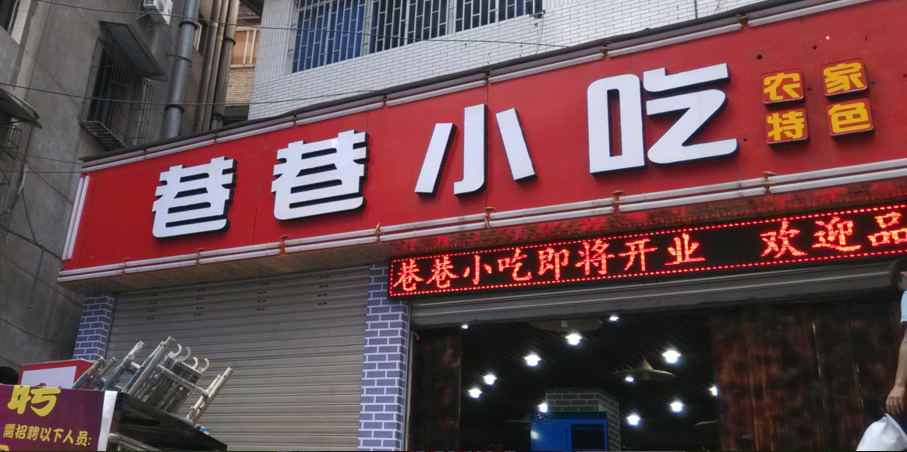 巷巷小吃
农家
特色
巷巷小吃即将开业 欢迎品
聘
需招聘以下人员: